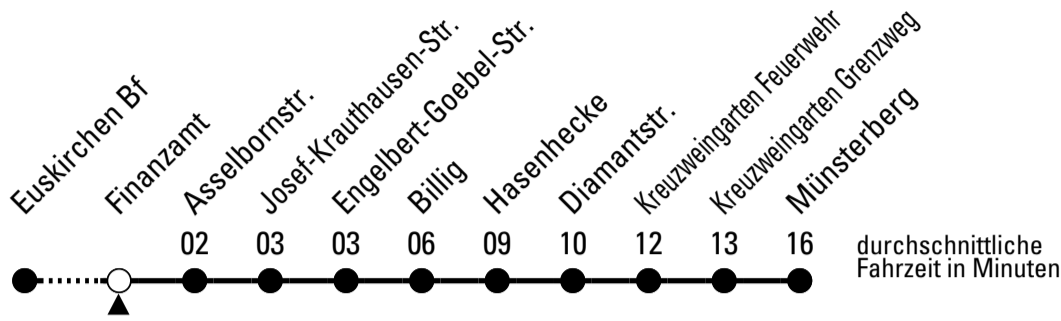 Euskirchen Bf
Finanzamt
Asselbornstr.
Josef-Krauthausen-Str.
Engelbert-Goebel-Str.
Billig
Hasenhecke
Diamantstr.
Kreuzweingarten Feuerwehr
Kreuzweingarten Grenzweg
Münsterberg
02 03 03 06 09 10 12 13 16
durchschnittliche
Fahrzeit in Minuten